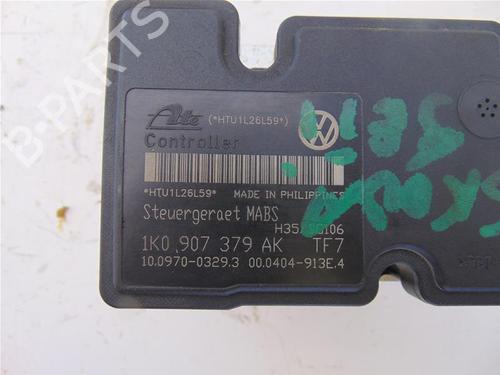 Ate (*HTU1L26L59*)
Controller
*HTU1L26L59* MADE IN PHILIPPINES
Steuergeraet MABS
1K0 907 379 AK TF7
10.0970-0329.3 00.0404-913E.4
B-PARTS